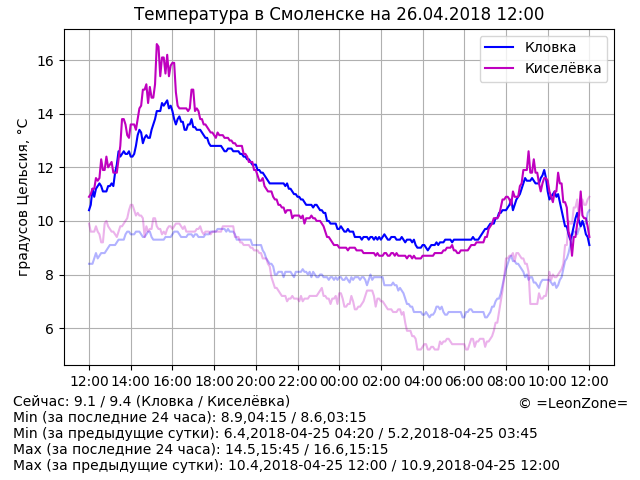 Температура в Смоленске на 26.04.2018 12:00
Кловка
Киселёвка
градусов Цельсия, °C
16
14
12
10
8
6
12:00 14:00 16:00 18:00 20:00 22:00 00:00 02:00 04:00 06:00 08:00 10:00 12:00
Сейчас: 9.1 / 9.4 (Кловка / Киселёвка)
© =LeonZone=
Min (за последние 24 часа): 8.9,04:15 / 8.6,03:15
Min (за предыдущие сутки): 6.4,2018-04-25 04:20 / 5.2,2018-04-25 03:45
Max (за последние 24 часа): 14.5,15:45 / 16.6,15:15
Max (за предыдущие сутки): 10.4,2018-04-25 12:00 / 10.9,2018-04-25 12:00